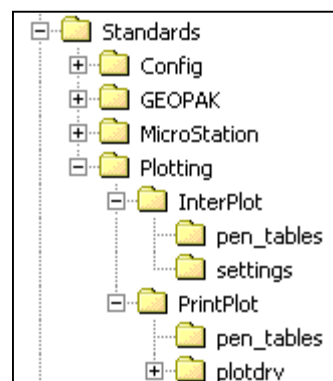 Standards
Config
GEOPAK
MicroStation
Plotting
InterPlot
pen_tables
settings
PrintPlot
pen_tables
plotdrv